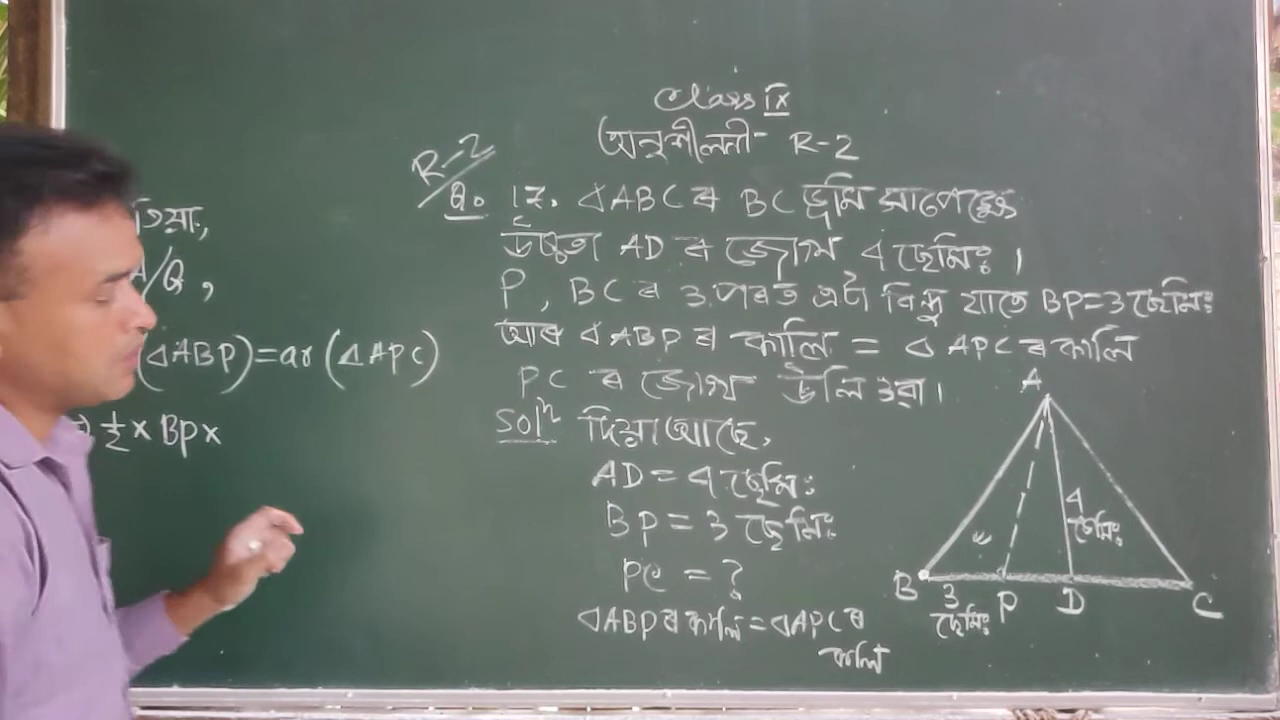 Class IX
অনুশীলনী- R-2
R-2
Q. 17. ΔABC ৰ BC ভূমি সাপেক্ষে
উচ্চতা AD ৰ জোখ 4 ছেমিঃ।
P, BC ৰ ওপৰত এটা বিন্দু যাতে BP=3 ছেমিঃ
আৰু ΔABP ৰ কালি = ΔAPC ৰ কালি
PC ৰ জোখ উলিওৱা।
Solⁿ দিয়া আছে,
AD = 4 ছেমিঃ
BP = 3 ছেমিঃ
PC = ?
ΔABP ৰ কালি = ΔAPC ৰ
কালি
A
4
ছেমিঃ
B 3 P D C
ছেমিঃ
/Q,
(ΔABP)=ar(ΔAPC)
½ × BP ×